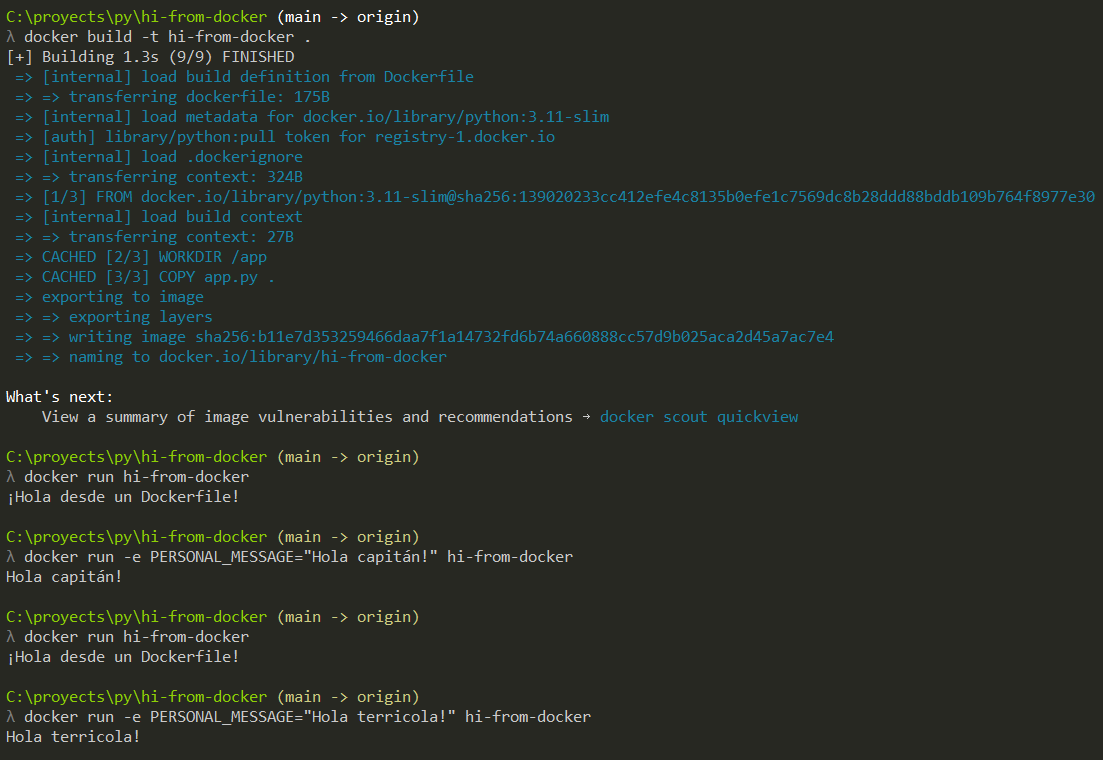 C:\proyects\py\hi-from-docker (main -> origin)
λ docker build -t hi-from-docker .
[+] Building 1.3s (9/9) FINISHED
=> [internal] load build definition from Dockerfile
=> => transferring dockerfile: 175B
=> [internal] load metadata for docker.io/library/python:3.11-slim
=> [auth] library/python:pull token for registry-1.docker.io
=> [internal] load .dockerignore
=> => transferring context: 324B
=> [1/3] FROM docker.io/library/python:3.11-slim@sha256:139020233cc412efe4c8135b0efe1c7569dc8b28ddd88bddb109b764f8977e30
=> [internal] load build context
=> => transferring context: 27B
=> CACHED [2/3] WORKDIR /app
=> CACHED [3/3] COPY app.py .
=> exporting to image
=> => exporting layers
=> => writing image sha256:b11e7d353259466daa7f1a14732fd6b74a660888cc57d9b025aca2d45a7ac7e4
=> => naming to docker.io/library/hi-from-docker
What's next:
View a summary of image vulnerabilities and recommendations → docker scout quickview
C:\proyects\py\hi-from-docker (main -> origin)
λ docker run hi-from-docker
¡Hola desde un Dockerfile!
C:\proyects\py\hi-from-docker (main -> origin)
λ docker run -e PERSONAL_MESSAGE="Hola capitán!" hi-from-docker
Hola capitán!
C:\proyects\py\hi-from-docker (main -> origin)
λ docker run hi-from-docker
¡Hola desde un Dockerfile!
C:\proyects\py\hi-from-docker (main -> origin)
λ docker run -e PERSONAL_MESSAGE="Hola terricola!" hi-from-docker
Hola terricola!